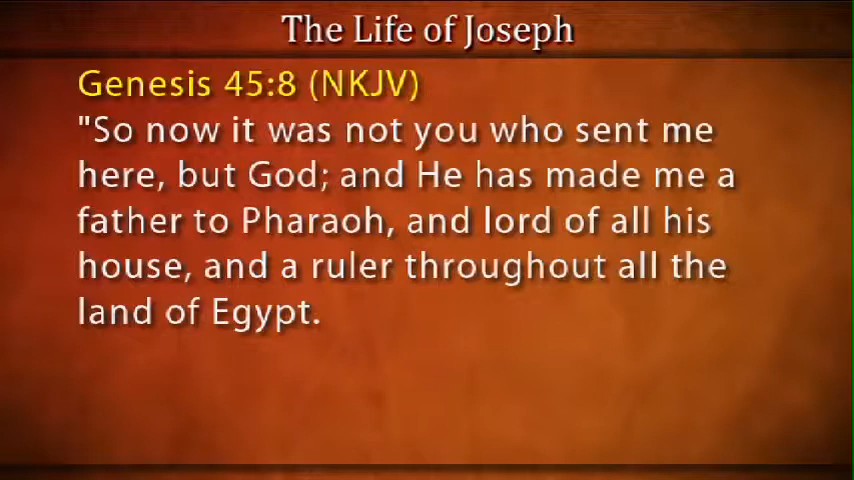 The Life of Joseph
Genesis 45:8 (NKJV)
"So now it was not you who sent me
here, but God; and He has made me a
father to Pharaoh, and lord of all his
house, and a ruler throughout all the
land of Egypt.